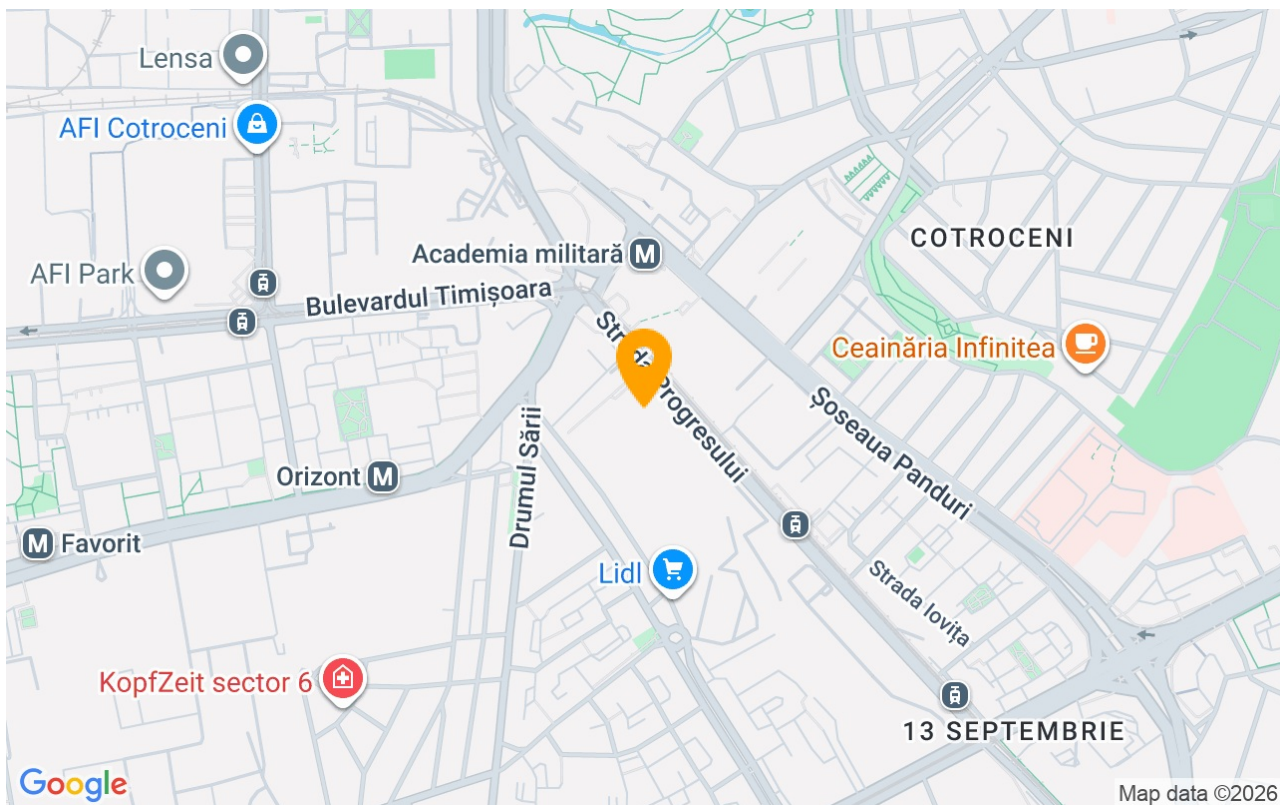 Lensa
AFI Cotroceni
Academia militară
M
COTROCENI
AFI Park
Bulevardul Timișoara
Ceainăria Infinitea
Șoseaua Panduri
Drumul Sării
Orizont M
M Favorit
Lidl
Strada Iovița
KopfZeit sector 6
13 SEPTEMBRIE
Google
Map data ©2026